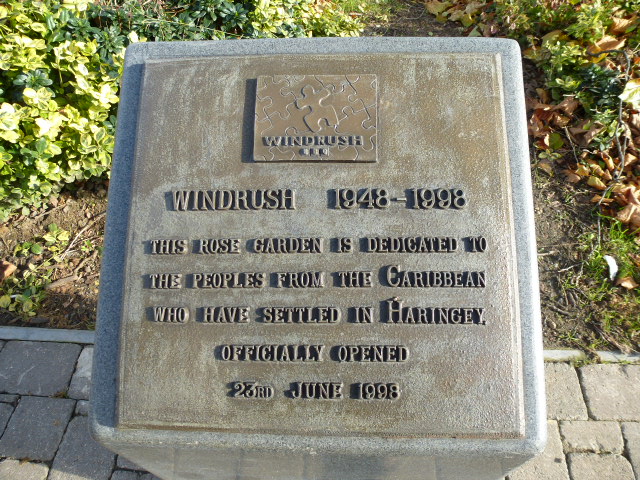 WINDRUSH
WINDRUSH 1948-1998
THIS ROSE GARDEN IS DEDICATED TO
THE PEOPLES FROM THE CARIBBEAN
WHO HAVE SETTLED IN HARINGEY.
OFFICIALLY OPENED
23RD JUNE 1998